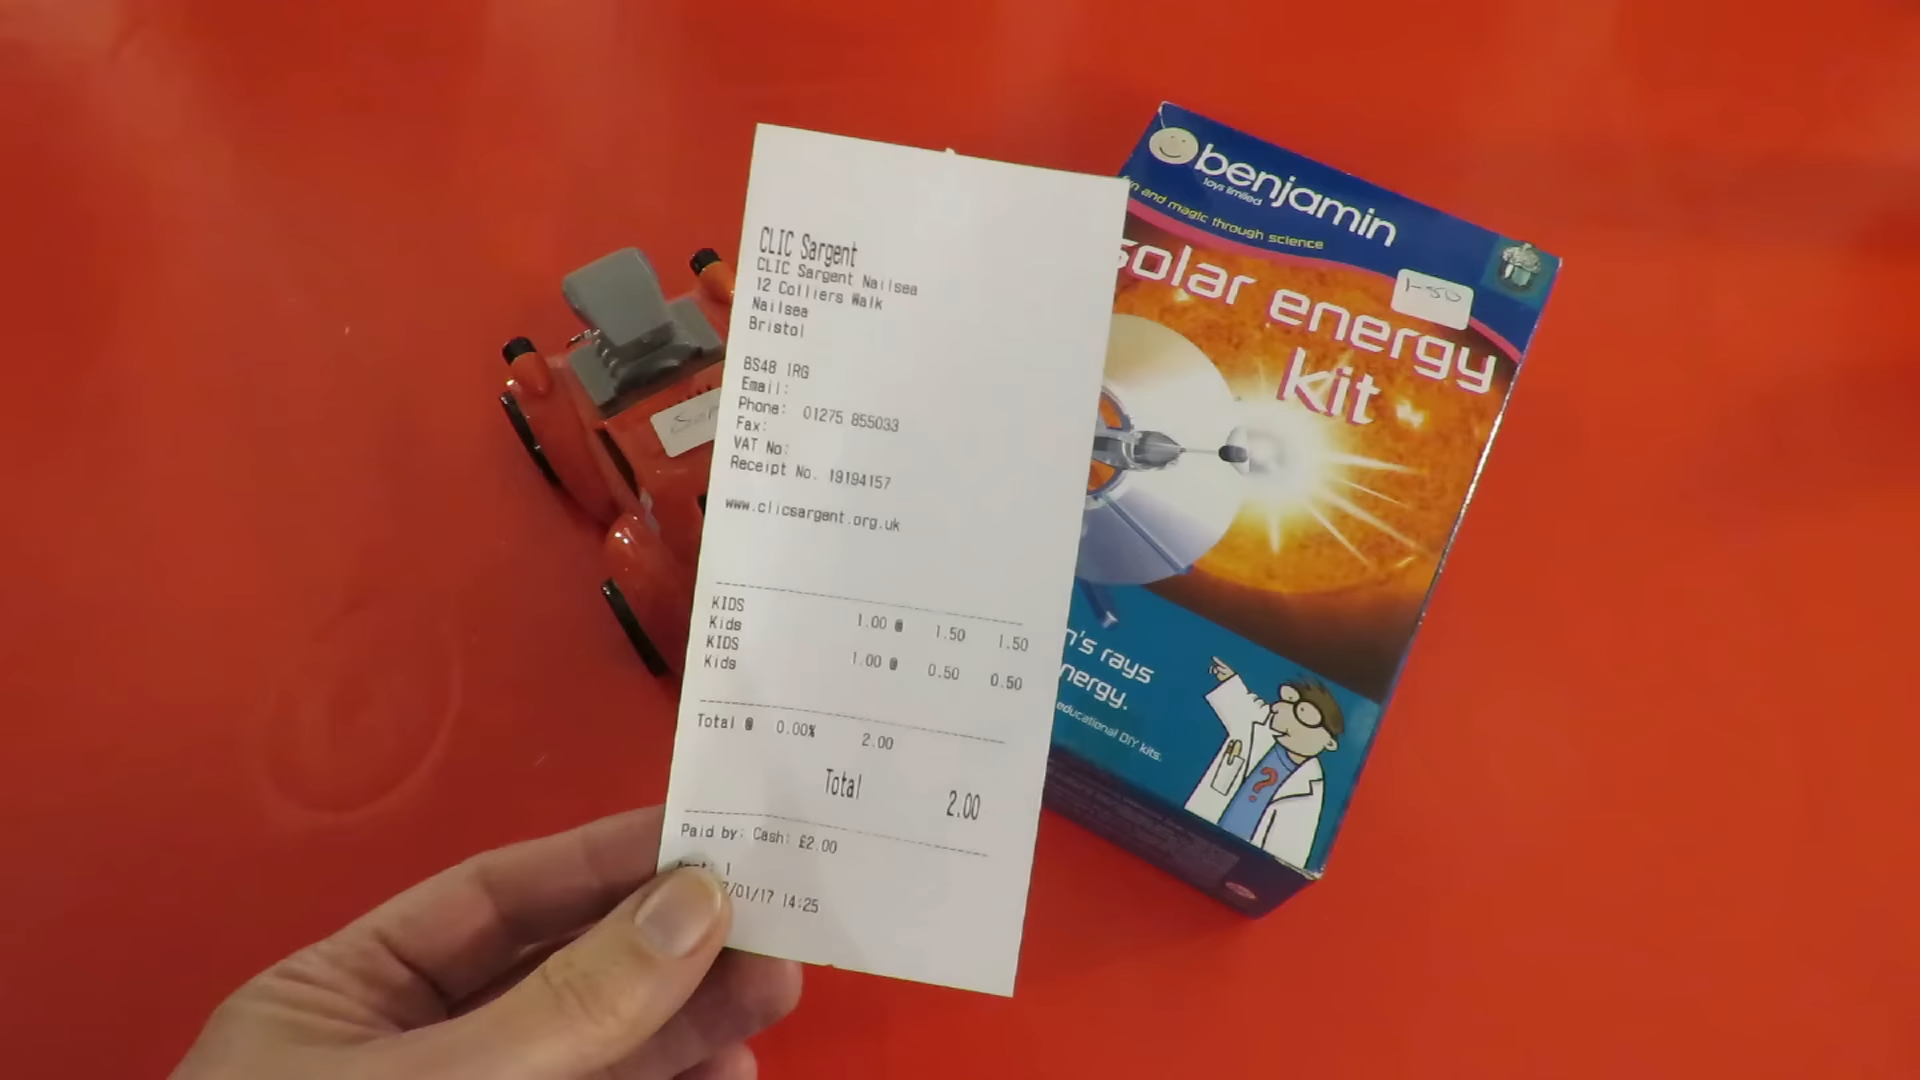 CLIC Sargent
CLIC Sargent Nailsea
12 Colliers Walk
Nailsea
Bristol
BS48 1RG
Email:
Phone: 01275 855033
Fax:
VAT No:
Receipt No. 19194157
www.clicsargent.org.uk
KIDS
Kids 1.00 @ 1.50 1.50
KIDS
Kids 1.00 @ 0.50 0.50
Total @ 0.00% 2.00
Total 2.00
Paid by: Cash: £2.00
1
7/01/17 14:25
benjamin
toys limited
fun and magic through science
solar energy
kit
1-50
n's rays
nergy.
educational DIY kits.
?